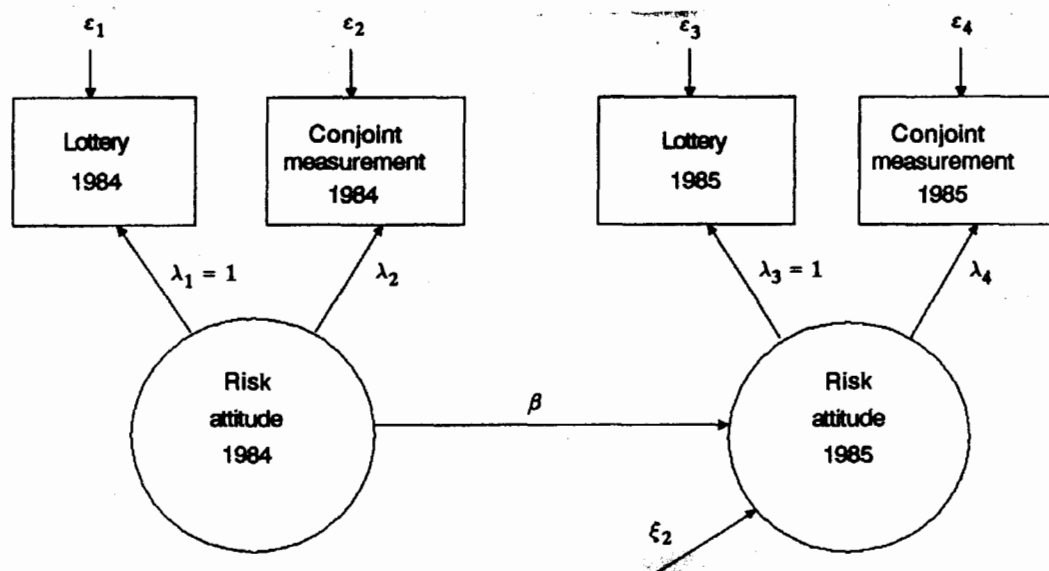 ε₁
ε₂
ε₃
ε₄
Lottery
1984
Conjoint
measurement
1984
Lottery
1985
Conjoint
measurement
1985
λ₁ = 1
λ₂
λ₃ = 1
λ₄
Risk
attitude
1984
β
Risk
attitude
1985
ξ₂